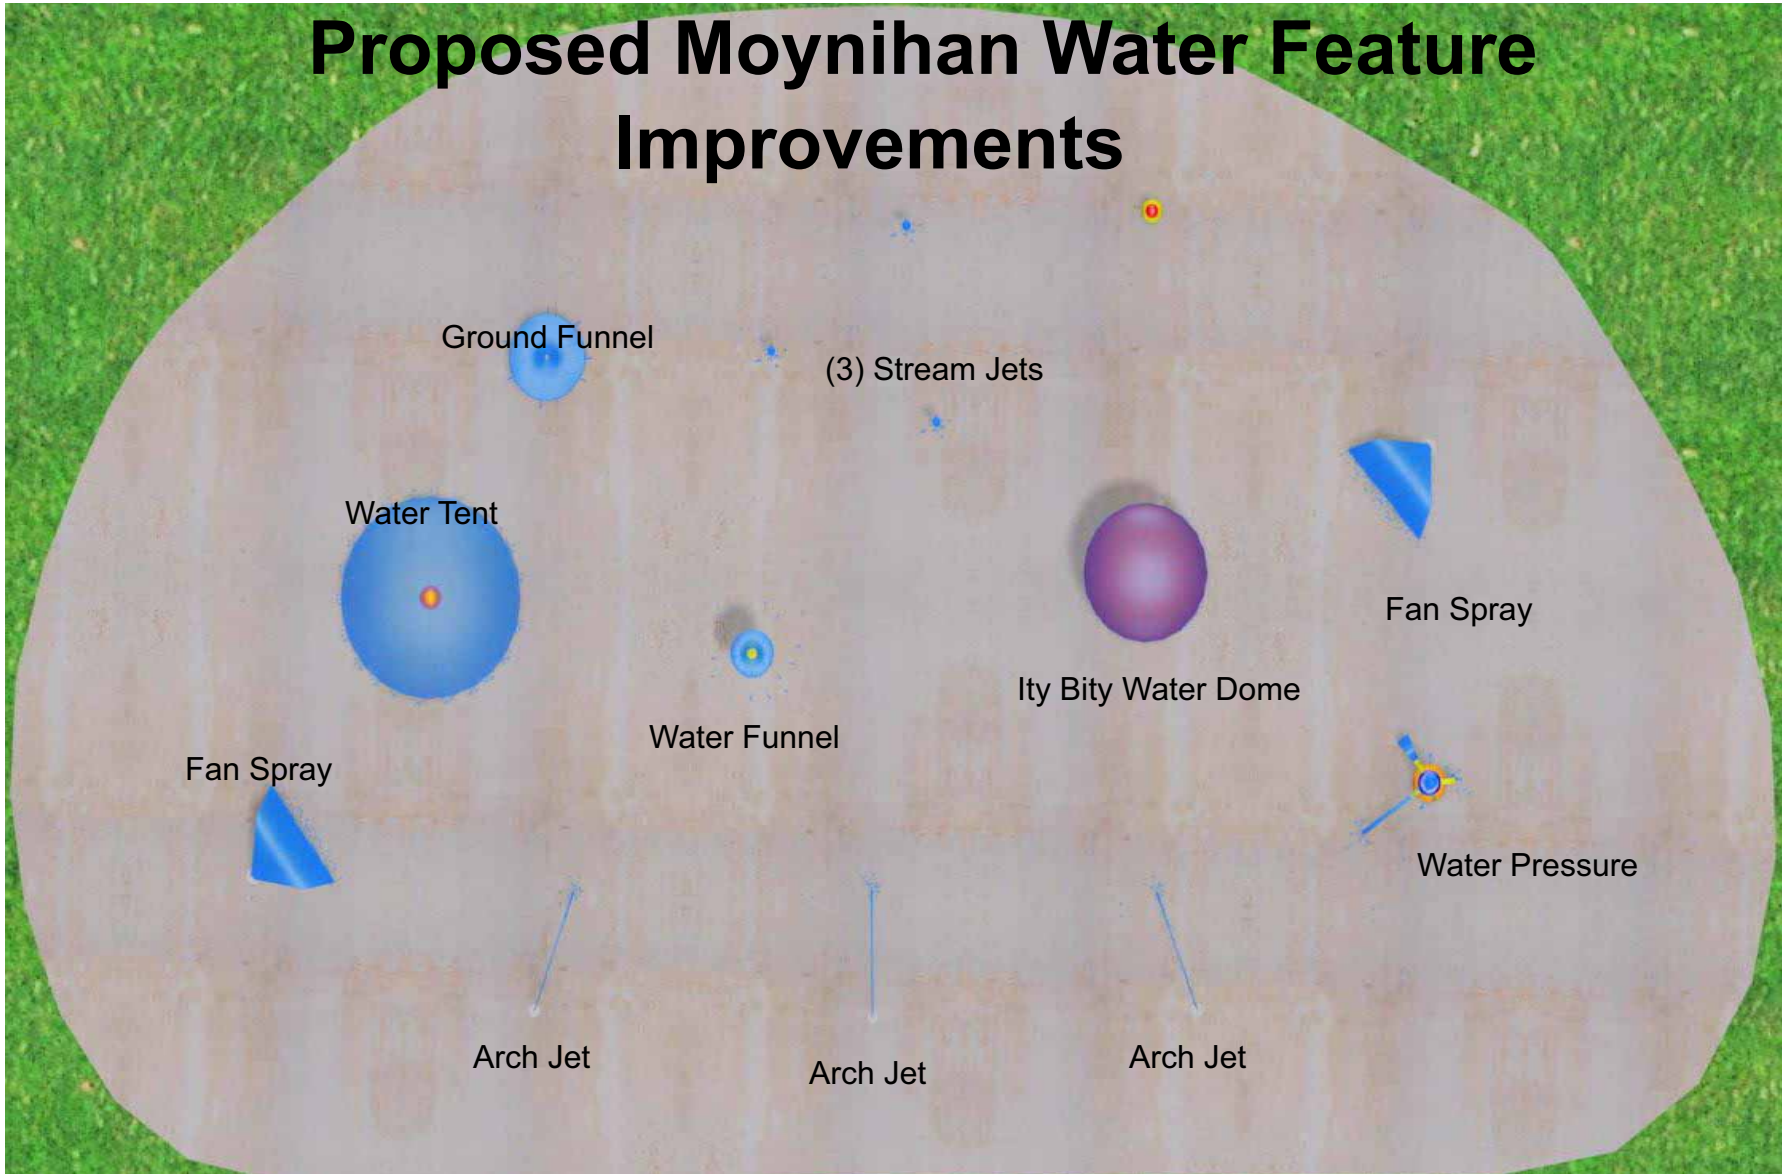 Proposed Moynihan Water Feature
Improvements
Ground Funnel
(3) Stream Jets
Water Tent
Fan Spray
Ity Bity Water Dome
Water Funnel
Fan Spray
Water Pressure
Arch Jet
Arch Jet
Arch Jet